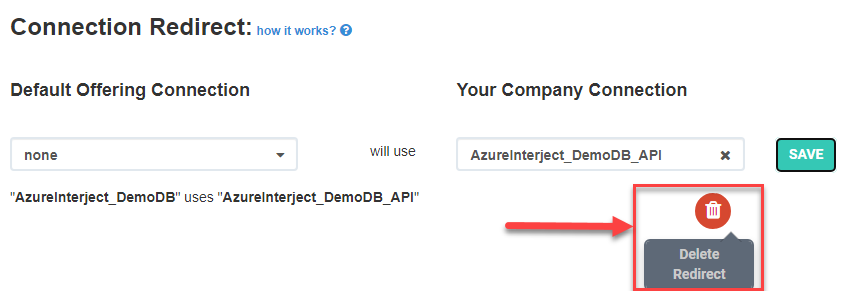 Connection Redirect: how it works?
Default Offering Connection
Your Company Connection
none
will use
AzureInterject_DemoDB_API
SAVE
"AzureInterject_DemoDB" uses "AzureInterject_DemoDB_API"
Delete
Redirect